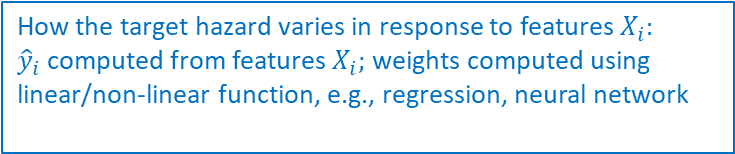 How the target hazard varies in response to features Xᵢ:
ŷᵢ computed from features Xᵢ; weights computed using
linear/non-linear function, e.g., regression, neural network